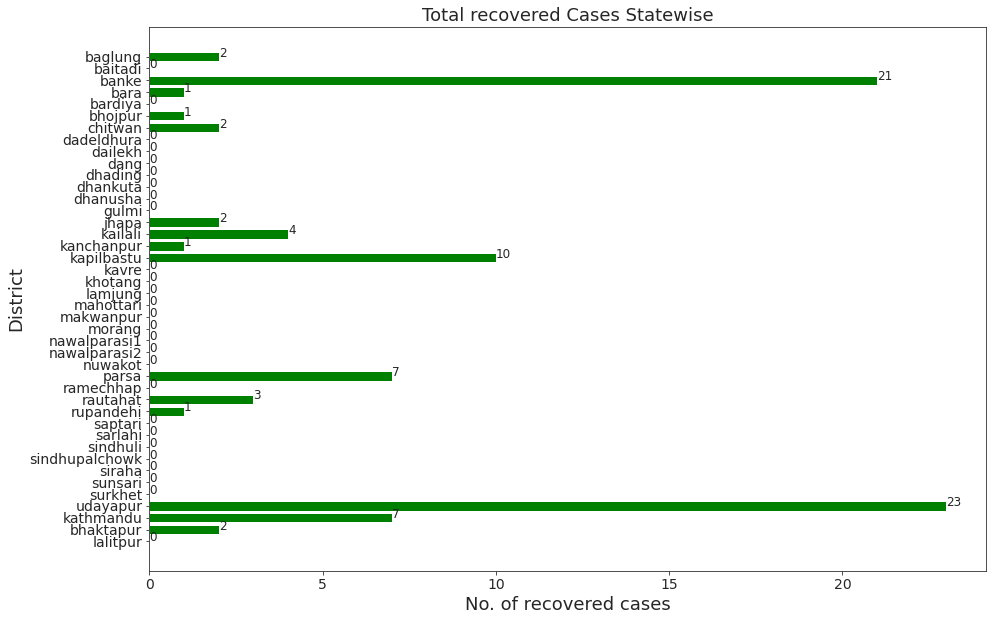 Total recovered Cases Statewise
District
baglung 2
baitadi 0
banke 21
bara 1
bardiya 0
bhojpur 1
chitwan 2
dadeldhura 0
dailekh 0
dang 0
dhading 0
dhankuta 0
dhanusha 0
gulmi 0
jhapa 2
kailali 4
kanchanpur 1
kapilbastu 10
kavre 0
khotang 0
lamjung 0
mahottari 0
makwanpur 0
morang 0
nawalparasi1 0
nawalparasi2 0
nuwakot 0
parsa 7
ramechhap 0
rautahat 3
rupandehi 1
saptari 0
sarlahi 0
sindhuli 0
sindhupalchowk 0
siraha 0
sunsari 0
surkhet 0
udayapur 23
kathmandu 7
bhaktapur 2
lalitpur 0
0 5 10 15 20
No. of recovered cases